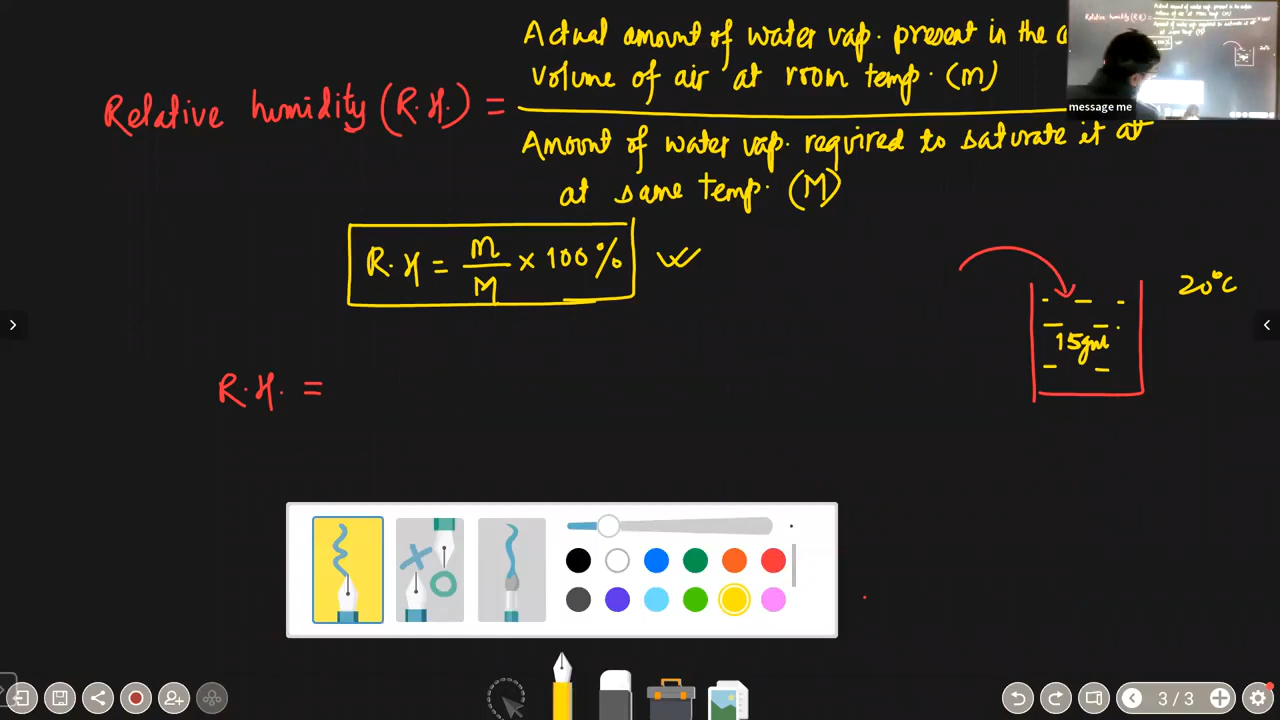 Actual amount of water vap. present in the
volume of air at room temp. (m)
Relative humidity (R.H.) =
Amount of water vap. required to saturate it at
at same temp. (M)
R.H = m/M × 100%
20°C
15gm
R.H. =
message me
3/3